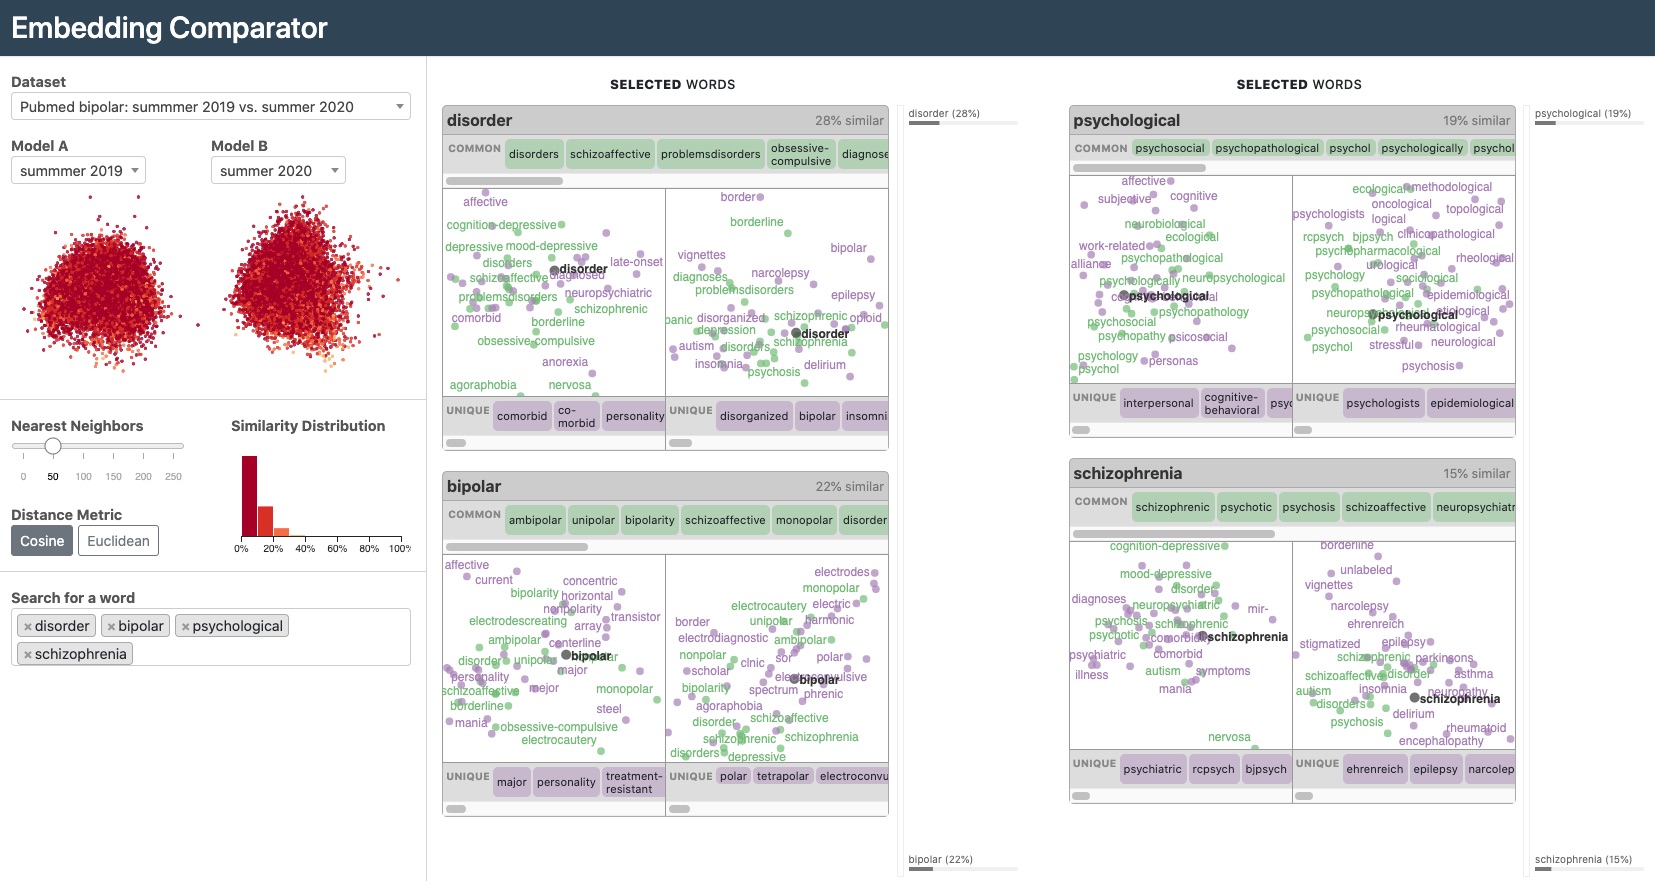 Embedding Comparator
Dataset
Pubmed bipolar: summmer 2019 vs. summer 2020
Model A
Model B
summmer 2019
summer 2020
Nearest Neighbors
0 50 100 150 200 250
Similarity Distribution
0% 20% 40% 60% 80% 100%
Distance Metric
Cosine Euclidean
Search for a word
×disorder ×bipolar ×psychological
×schizophrenia
SELECTED WORDS
disorder 28% similar
COMMON disorders schizoaffective problemsdisorders obsessive-compulsive diagnose
affective
cognition-depressive
depressive mood-depressive
disorders
disorder
late-onset
schizoaffective
diagnosed
problemsdisorders
neuropsychiatric
schizophrenic
comorbid
borderline
obsessive-compulsive
anorexia
agoraphobia
nervosa
border
borderline
bipolar
vignettes
narcolepsy
diagnoses
problemsdisorders
epilepsy
panic
disorganized
schizophrenic
opioid
depression
disorder
autism
disorders
schizophrenia
insomnia
delirium
psychosis
UNIQUE comorbid co-morbid personality
UNIQUE disorganized bipolar insomni
disorder (28%)
bipolar 22% similar
COMMON ambipolar unipolar bipolarity schizoaffective monopolar disorder
affective
current
concentric
bipolarity
horizontal
nonpolarity
transistor
electrodescreating
array
ambipolar
centerline
disorder
unipolar
bipolar
major
personality
schizoaffective
mejor
monopolar
borderline
steel
mania
obsessive-compulsive
electrocautery
electrodes
monopolar
electrocautery
electric
unipolar
harmonic
border
electrodiagnostic
ambipolar
nonpolar
clnic
sor
polar
scholar
electroconvulsive
bipolar
bipolarity
spectrum
phrenic
agoraphobia
disorder
schizoaffective
schizophrenic
schizophrenia
disorders
depressive
UNIQUE major personality treatment-resistant
UNIQUE polar tetrapolar electroconvu
bipolar (22%)
SELECTED WORDS
psychological 19% similar
COMMON psychosocial psychopathological psychol psychologically psychol
affective
subjective
cognitive
neurobiological
ecological
work-related
psychopathological
alliance
psychologically
neuropsychological
psychological
psychopathology
psychosocial
psychopathy
psicosocial
psychology
personas
psychol
ecological
methodological
oncological
psychologists
topological
logical
rcpsych
bjpsych
clinicopathological
psychopharmacological
rheological
urological
psychology
sociological
psychopathological
epidemiological
etiological
psychological
psychosocial
rheumatological
psychol
stressful
neurological
psychosis
UNIQUE interpersonal cognitive-behavioral psyc
UNIQUE psychologists epidemiological
psychological (19%)
schizophrenia 15% similar
COMMON schizophrenic psychotic psychosis schizoaffective neuropsychiatr
cognition-depressive
mood-depressive
disorder
diagnoses
neuropsychiatric
mir-
psychosis
schizophrenic
psychotic
comorbidity
schizophrenia
psychiatric
comorbid
illness
autism
symptoms
mania
nervosa
borderline
unlabeled
vignettes
narcolepsy
ehrenreich
stigmatized
epilepsy
schizophrenic
parkinsons
schizoaffective
disorder
asthma
autism
insomnia
neuropathy
disorders
schizophrenia
psychosis
delirium
rheumatoid
encephalopathy
UNIQUE psychiatric rcpsych bjpsych
UNIQUE ehrenreich epilepsy narcolep
schizophrenia (15%)